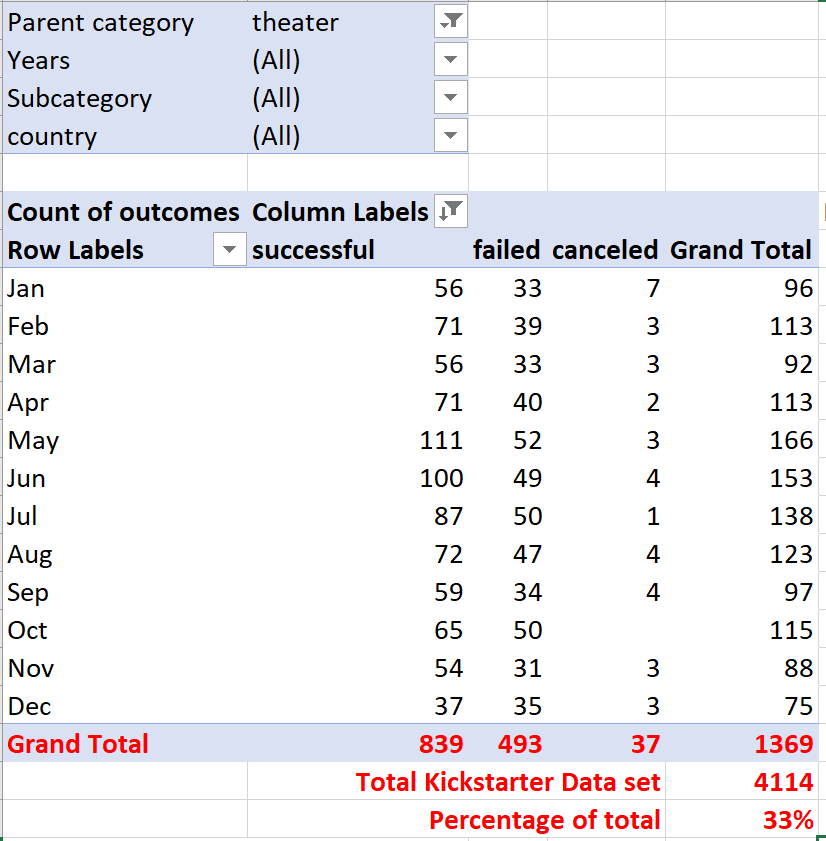 Parent category theater
Years (All)
Subcategory (All)
country (All)
Count of outcomes Column Labels
Row Labels successful failed canceled Grand Total
Jan 56 33 7 96
Feb 71 39 3 113
Mar 56 33 3 92
Apr 71 40 2 113
May 111 52 3 166
Jun 100 49 4 153
Jul 87 50 1 138
Aug 72 47 4 123
Sep 59 34 4 97
Oct 65 50 115
Nov 54 31 3 88
Dec 37 35 3 75
Grand Total 839 493 37 1369
Total Kickstarter Data set 4114
Percentage of total 33%